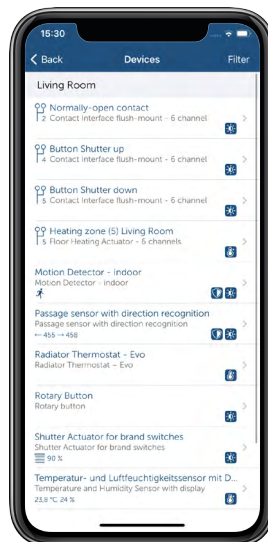 15:30
Back Devices Filter
Living Room
Normally-open contact
2 Contact interface flush-mount - 6 channel
Button Shutter up
4 Contact interface flush-mount - 6 channel
Button Shutter down
5 Contact interface flush-mount - 6 channel
Heating zone (5) Living Room
5 Floor Heating Actuator - 6 channels
Motion Detector - indoor
Motion Detector - indoor
Passage sensor with direction recognition
Passage sensor with direction recognition
←455 →458
Radiator Thermostat - Evo
Radiator Thermostat – Evo
Rotary Button
Rotary button
Shutter Actuator for brand switches
Shutter Actuator for brand switches
90 %
Temperatur- und Luftfeuchtigkeitssensor mit D...
Temperature and Humidity Sensor with display
23,8 °C 24 %